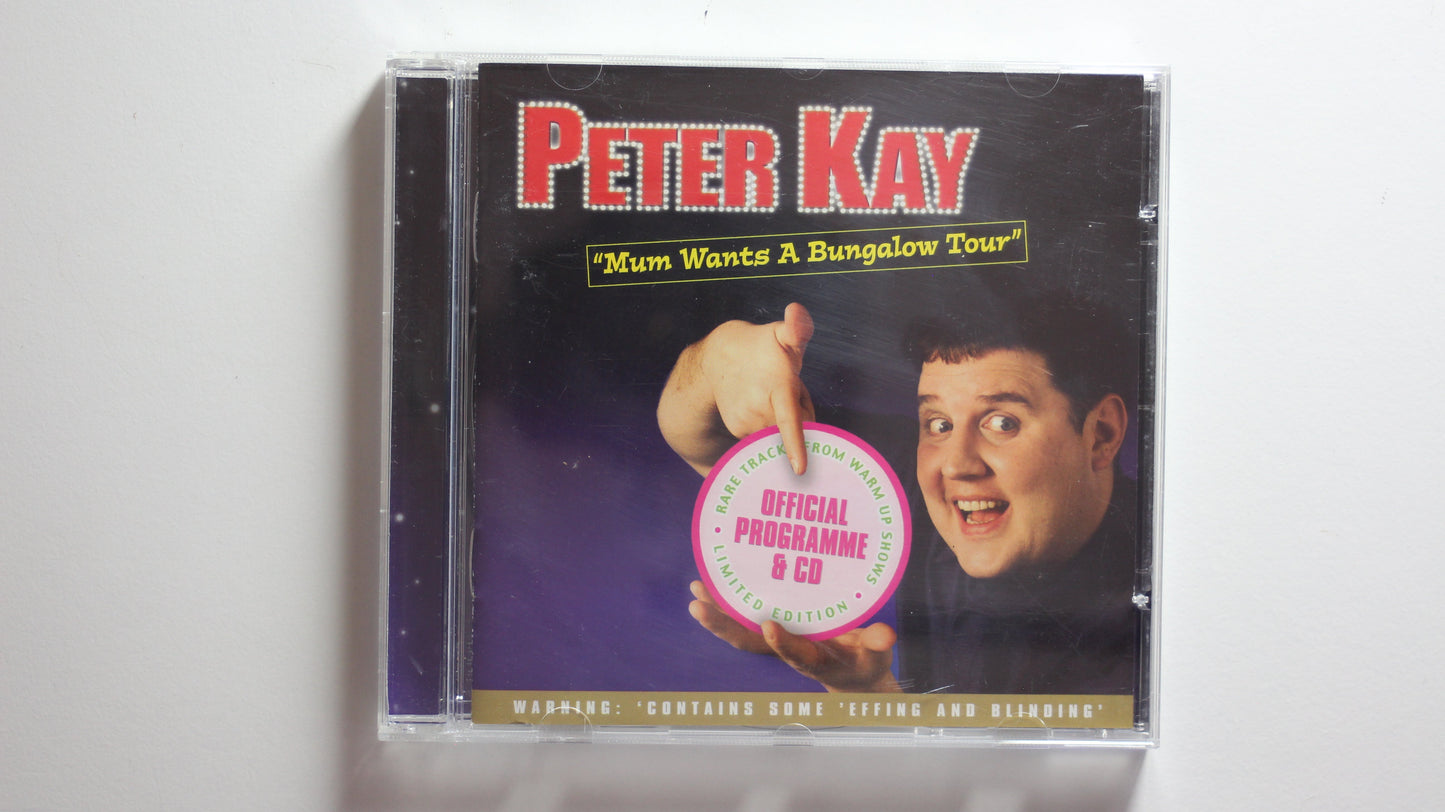 PETER KAY
“Mum Wants A Bungalow Tour”
RARE TRACKS FROM WARM UP SHOWS
OFFICIAL
PROGRAMME
& CD
• LIMITED EDITION •
WARNING: ‘CONTAINS SOME ’EFFING AND BLINDING’